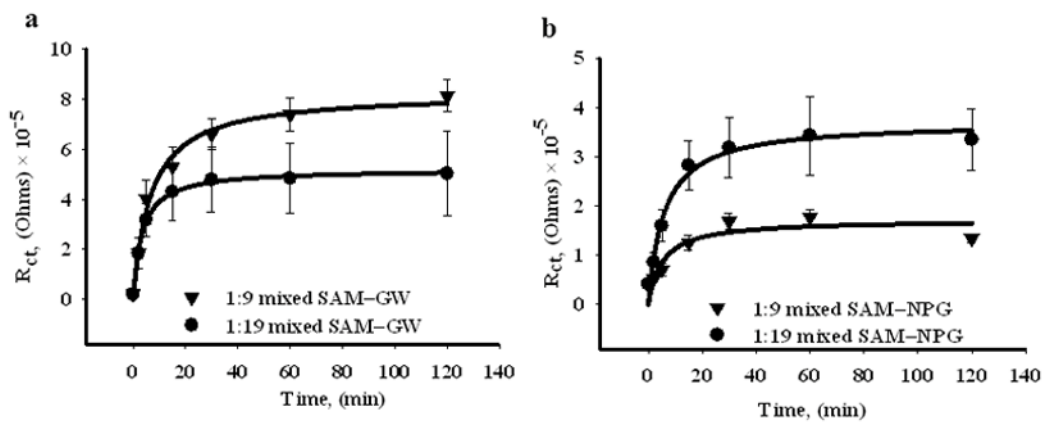 a
R_ct, (Ohms) × 10^-5
10
8
6
4
2
0
▼ 1:9 mixed SAM–GW
● 1:19 mixed SAM–GW
0 20 40 60 80 100 120 140
Time, (min)
b
R_ct, (Ohms) × 10^-5
5
4
3
2
1
0
▼ 1:9 mixed SAM–NPG
● 1:19 mixed SAM–NPG
0 20 40 60 80 100 120 140
Time, (min)